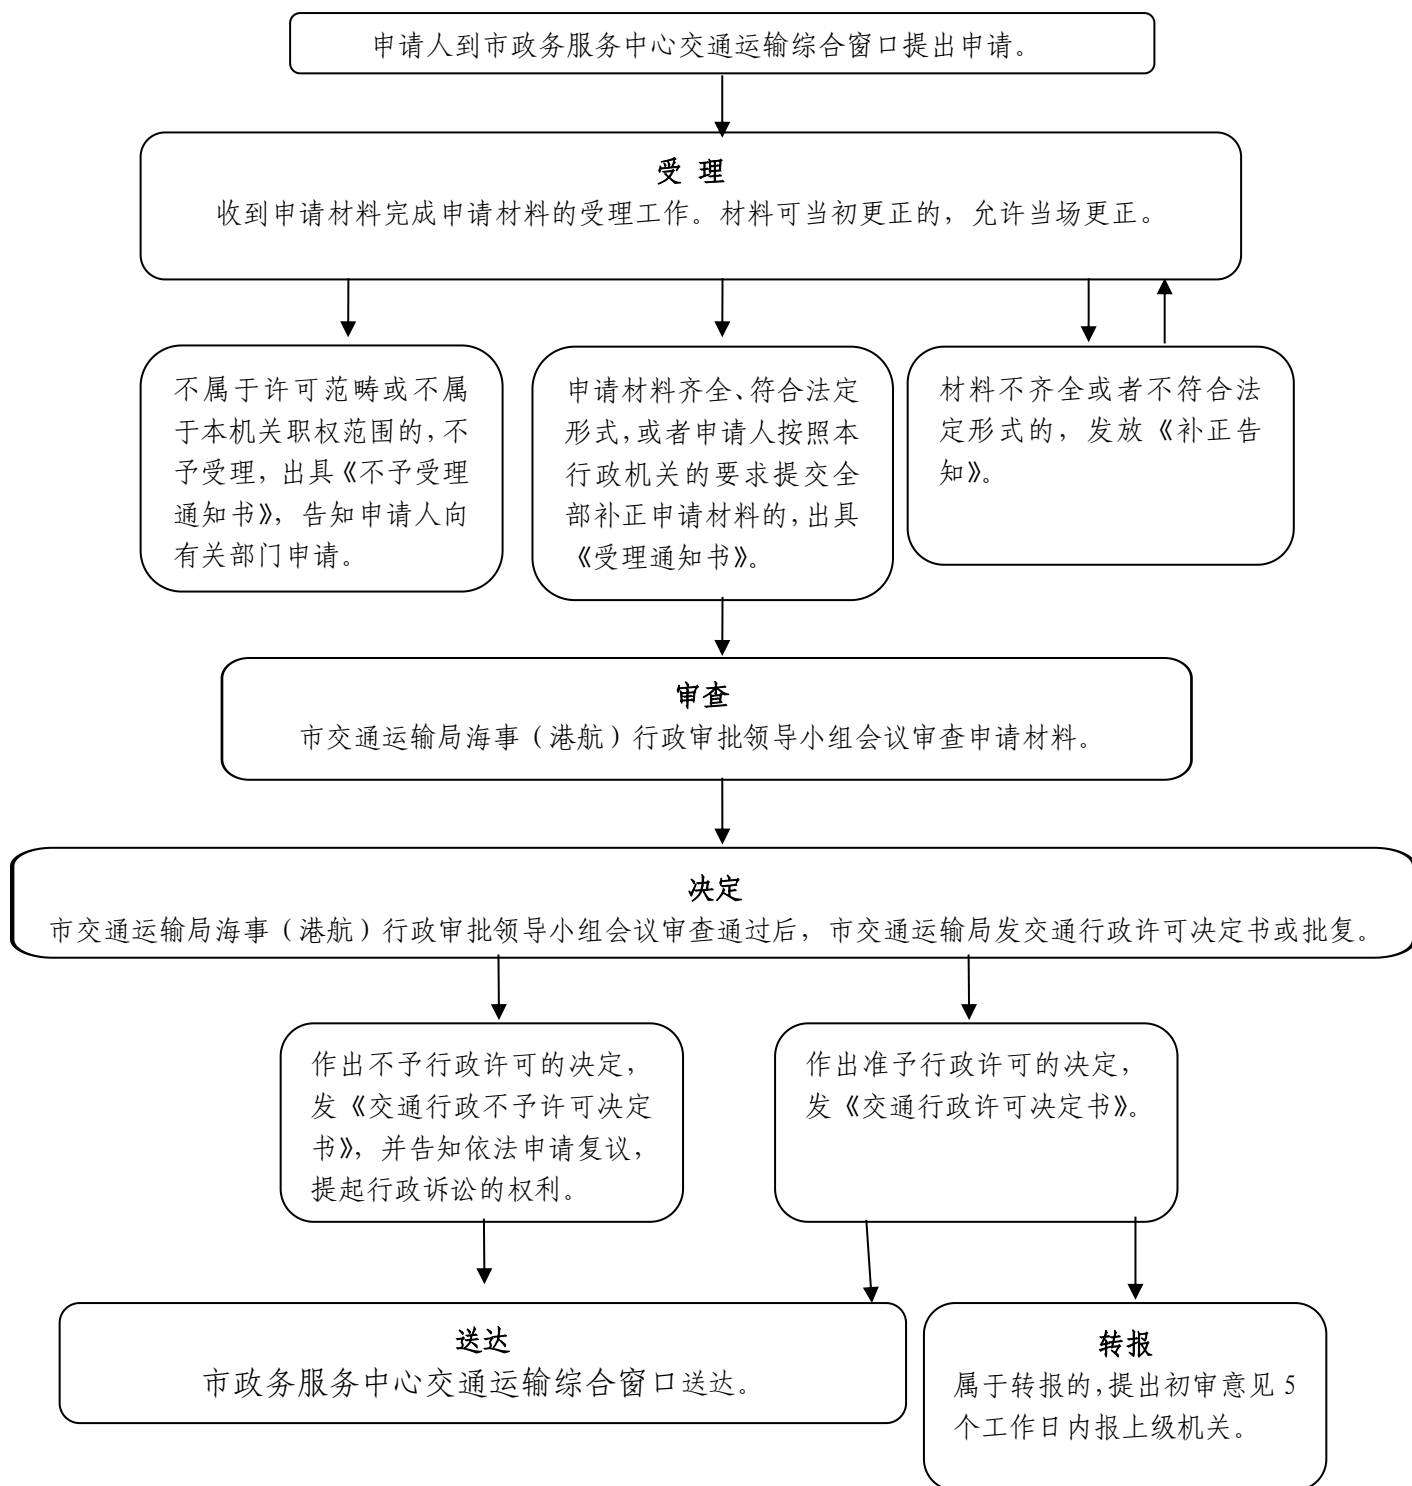 申请人到市政务服务中心交通运输综合窗口提出申请。
受 理
收到申请材料完成申请材料的受理工作。材料可当初更正的，允许当场更正。
不属于许可范畴或不属
于本机关职权范围的，不
予受理，出具《不予受理
通知书》，告知申请人向
有关部门申请。
申请材料齐全、符合法定
形式，或者申请人按照本
行政机关的要求提交全
部补正申请材料的，出具
《受理通知书》。
材料不齐全或者不符合法
定形式的，发放《补正告
知》。
审查
市交通运输局海事（港航）行政审批领导小组会议审查申请材料。
决定
市交通运输局海事（港航）行政审批领导小组会议审查通过后，市交通运输局发交通行政许可决定书或批复。
作出不予行政许可的决定，
发《交通行政不予许可决定
书》，并告知依法申请复议，
提起行政诉讼的权利。
作出准予行政许可的决定，
发《交通行政许可决定书》。
送达
市政务服务中心交通运输综合窗口送达。
转报
属于转报的，提出初审意见 5
个工作日内报上级机关。